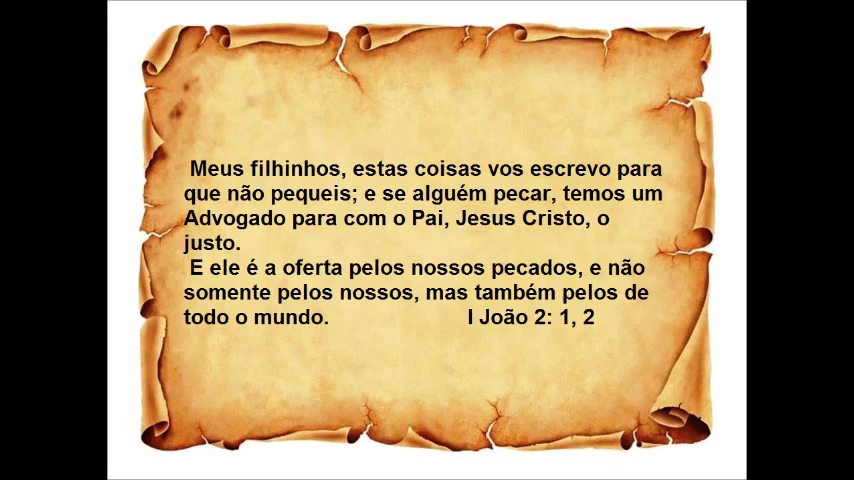 Meus filhinhos, estas coisas vos escrevo para
que não pequeis; e se alguém pecar, temos um
Advogado para com o Pai, Jesus Cristo, o
justo.
E ele é a oferta pelos nossos pecados, e não
somente pelos nossos, mas também pelos de
todo o mundo. I João 2: 1, 2